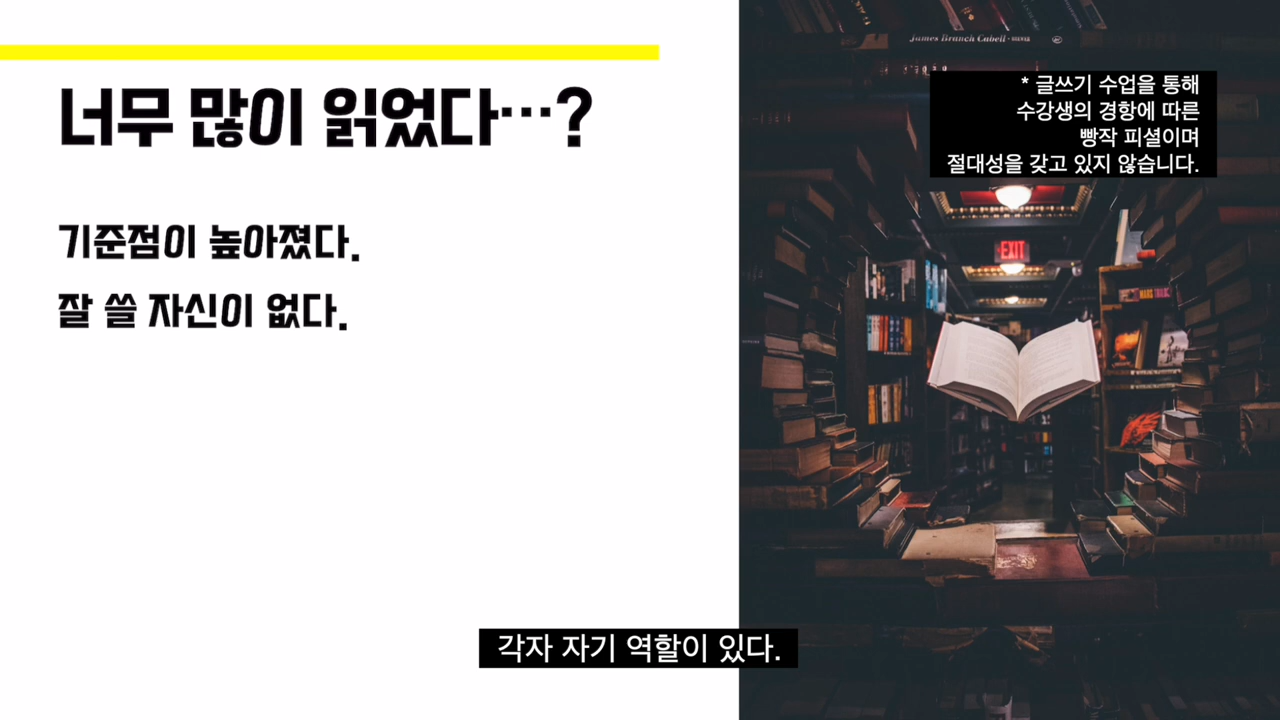 너무 많이 읽었다…?
기준점이 높아졌다.
잘 쓸 자신이 없다.
James Branch Cabell
* 글쓰기 수업을 통해
수강생의 경향에 따른
빵작 피셜이며
절대성을 갖고 있지 않습니다.
EXIT
각자 자기 역할이 있다.